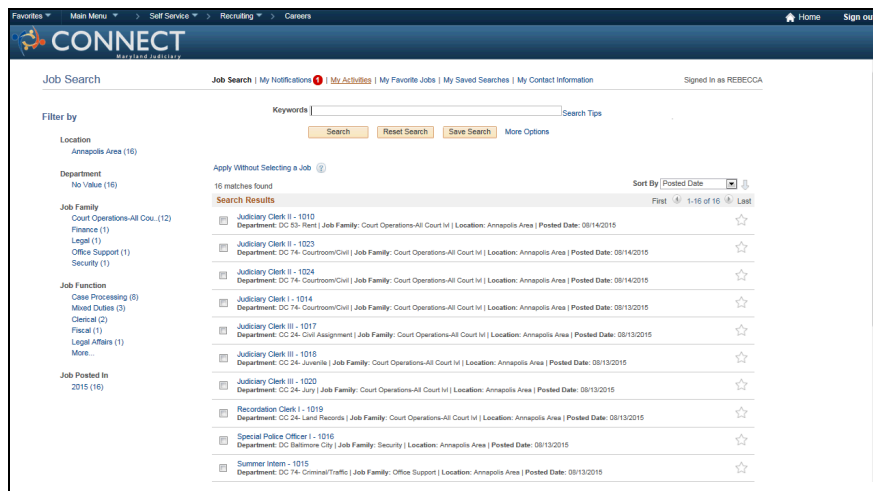 Favorites Main Menu > Self Service > Recruiting > Careers
Home Sign ou
CONNECT
Maryland Judiciary
Job Search
Job Search | My Notifications 1 | My Activities | My Favorite Jobs | My Saved Searches | My Contact Information
Signed In as REBECCA
Filter by
Location
Annapolis Area (16)
Department
No Value (16)
Job Family
Court Operations-All Cou..(12)
Finance (1)
Legal (1)
Office Support (1)
Security (1)
Job Function
Case Processing (8)
Mixed Duties (3)
Clerical (2)
Fiscal (1)
Legal Affairs (1)
More...
Job Posted In
2015 (16)
Keywords
Search Tips
Search Reset Search Save Search More Options
Apply Without Selecting a Job ?
16 matches found
Sort By Posted Date
Search Results
First 1-16 of 16 Last
Judiciary Clerk II - 1010
Department: DC 53- Rent | Job Family: Court Operations-All Court lvl | Location: Annapolis Area | Posted Date: 08/14/2015
Judiciary Clerk II - 1023
Department: DC 74- Courtroom/Civil | Job Family: Court Operations-All Court lvl | Location: Annapolis Area | Posted Date: 08/14/2015
Judiciary Clerk II - 1024
Department: DC 74- Courtroom/Civil | Job Family: Court Operations-All Court lvl | Location: Annapolis Area | Posted Date: 08/14/2015
Judiciary Clerk I - 1014
Department: DC 74- Courtroom/Civil | Job Family: Court Operations-All Court lvl | Location: Annapolis Area | Posted Date: 08/13/2015
Judiciary Clerk III - 1017
Department: CC 24- Civil Assignment | Job Family: Court Operations-All Court lvl | Location: Annapolis Area | Posted Date: 08/13/2015
Judiciary Clerk III - 1018
Department: CC 24- Juvenile | Job Family: Court Operations-All Court lvl | Location: Annapolis Area | Posted Date: 08/13/2015
Judiciary Clerk III - 1020
Department: CC 24- Jury | Job Family: Court Operations-All Court lvl | Location: Annapolis Area | Posted Date: 08/13/2015
Recordation Clerk I - 1019
Department: CC 24- Land Records | Job Family: Court Operations-All Court lvl | Location: Annapolis Area | Posted Date: 08/13/2015
Special Police Officer I - 1016
Department: DC Baltimore City | Job Family: Security | Location: Annapolis Area | Posted Date: 08/13/2015
Summer Intern - 1015
Department: DC 74- Criminal/Traffic | Job Family: Office Support | Location: Annapolis Area | Posted Date: 08/13/2015